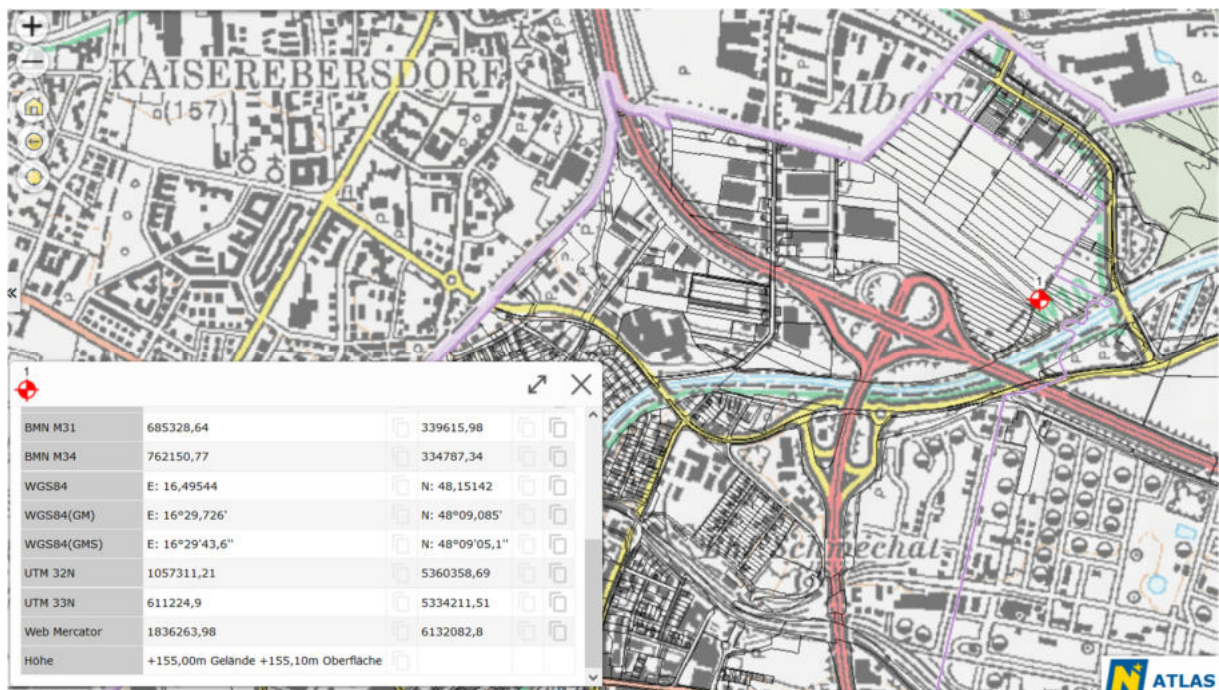 KAISEREBERSDORF
(157)
Albern
1
«
1
BMN M31 685328,64 339615,98
BMN M34 762150,77 334787,34
WGS84 E: 16,49544 N: 48,15142
WGS84(GM) E: 16°29,726' N: 48°09,085'
WGS84(GMS) E: 16°29'43,6'' N: 48°09'05,1''
UTM 32N 1057311,21 5360358,69
UTM 33N 611224,9 5334211,51
Web Mercator 1836263,98 6132082,8
Höhe +155,00m Gelände +155,10m Oberfläche
N ATLAS